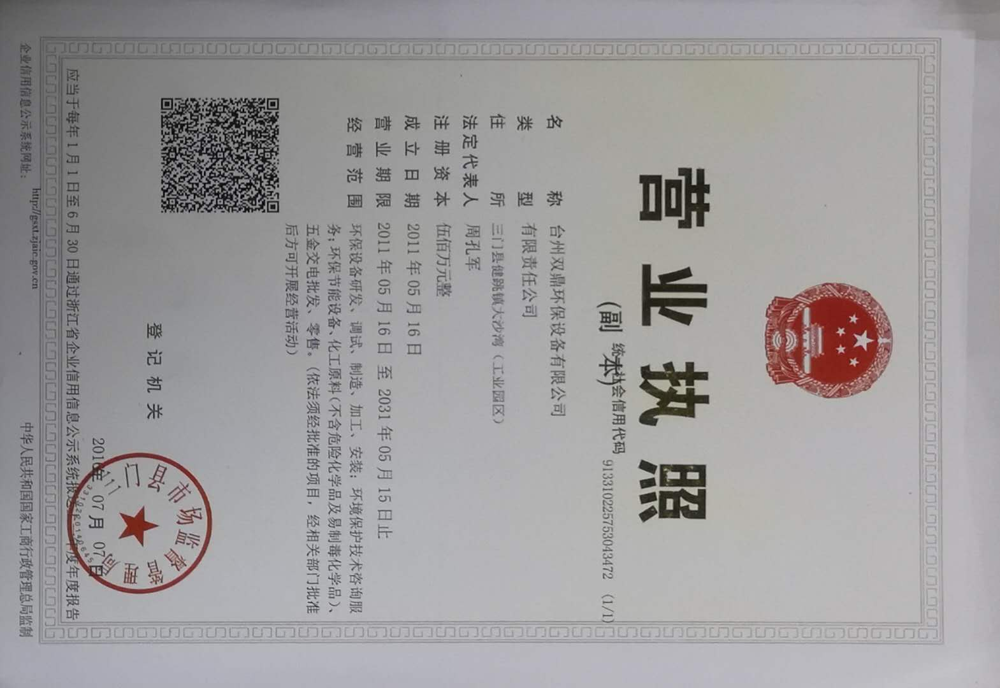 营业执照
(副 本)
统一社会信用代码 913310225753043472 (1/1)
名称 台州双鼎环保设备有限公司
类型 有限责任公司
住所 三门县健跳镇大沙湾(工业园区)
法定代表人 周孔军
注册资本 伍佰万元整
成立日期 2011年05月16日
营业期限 2011年05月16日 至 2031年05月15日止
经营范围 环保设备研发、调试、制造、加工、安装;环境保护技术咨询服
务;环保节能设备、化工原料(不含危险化学品及易制毒化学品)、
五金交电批发、零售。(依法须经批准的项目,经相关部门批准
后方可开展经营活动)
登记机关
三门县市场监督管理局
年 07月 07日
应当于每年1月1日至6月30日通过浙江省企业信用信息公示系统报送上年度年度报告
企业信用信息公示系统网址: http://gsxt.zjaic.gov.cn
中华人民共和国国家工商行政管理总局监制